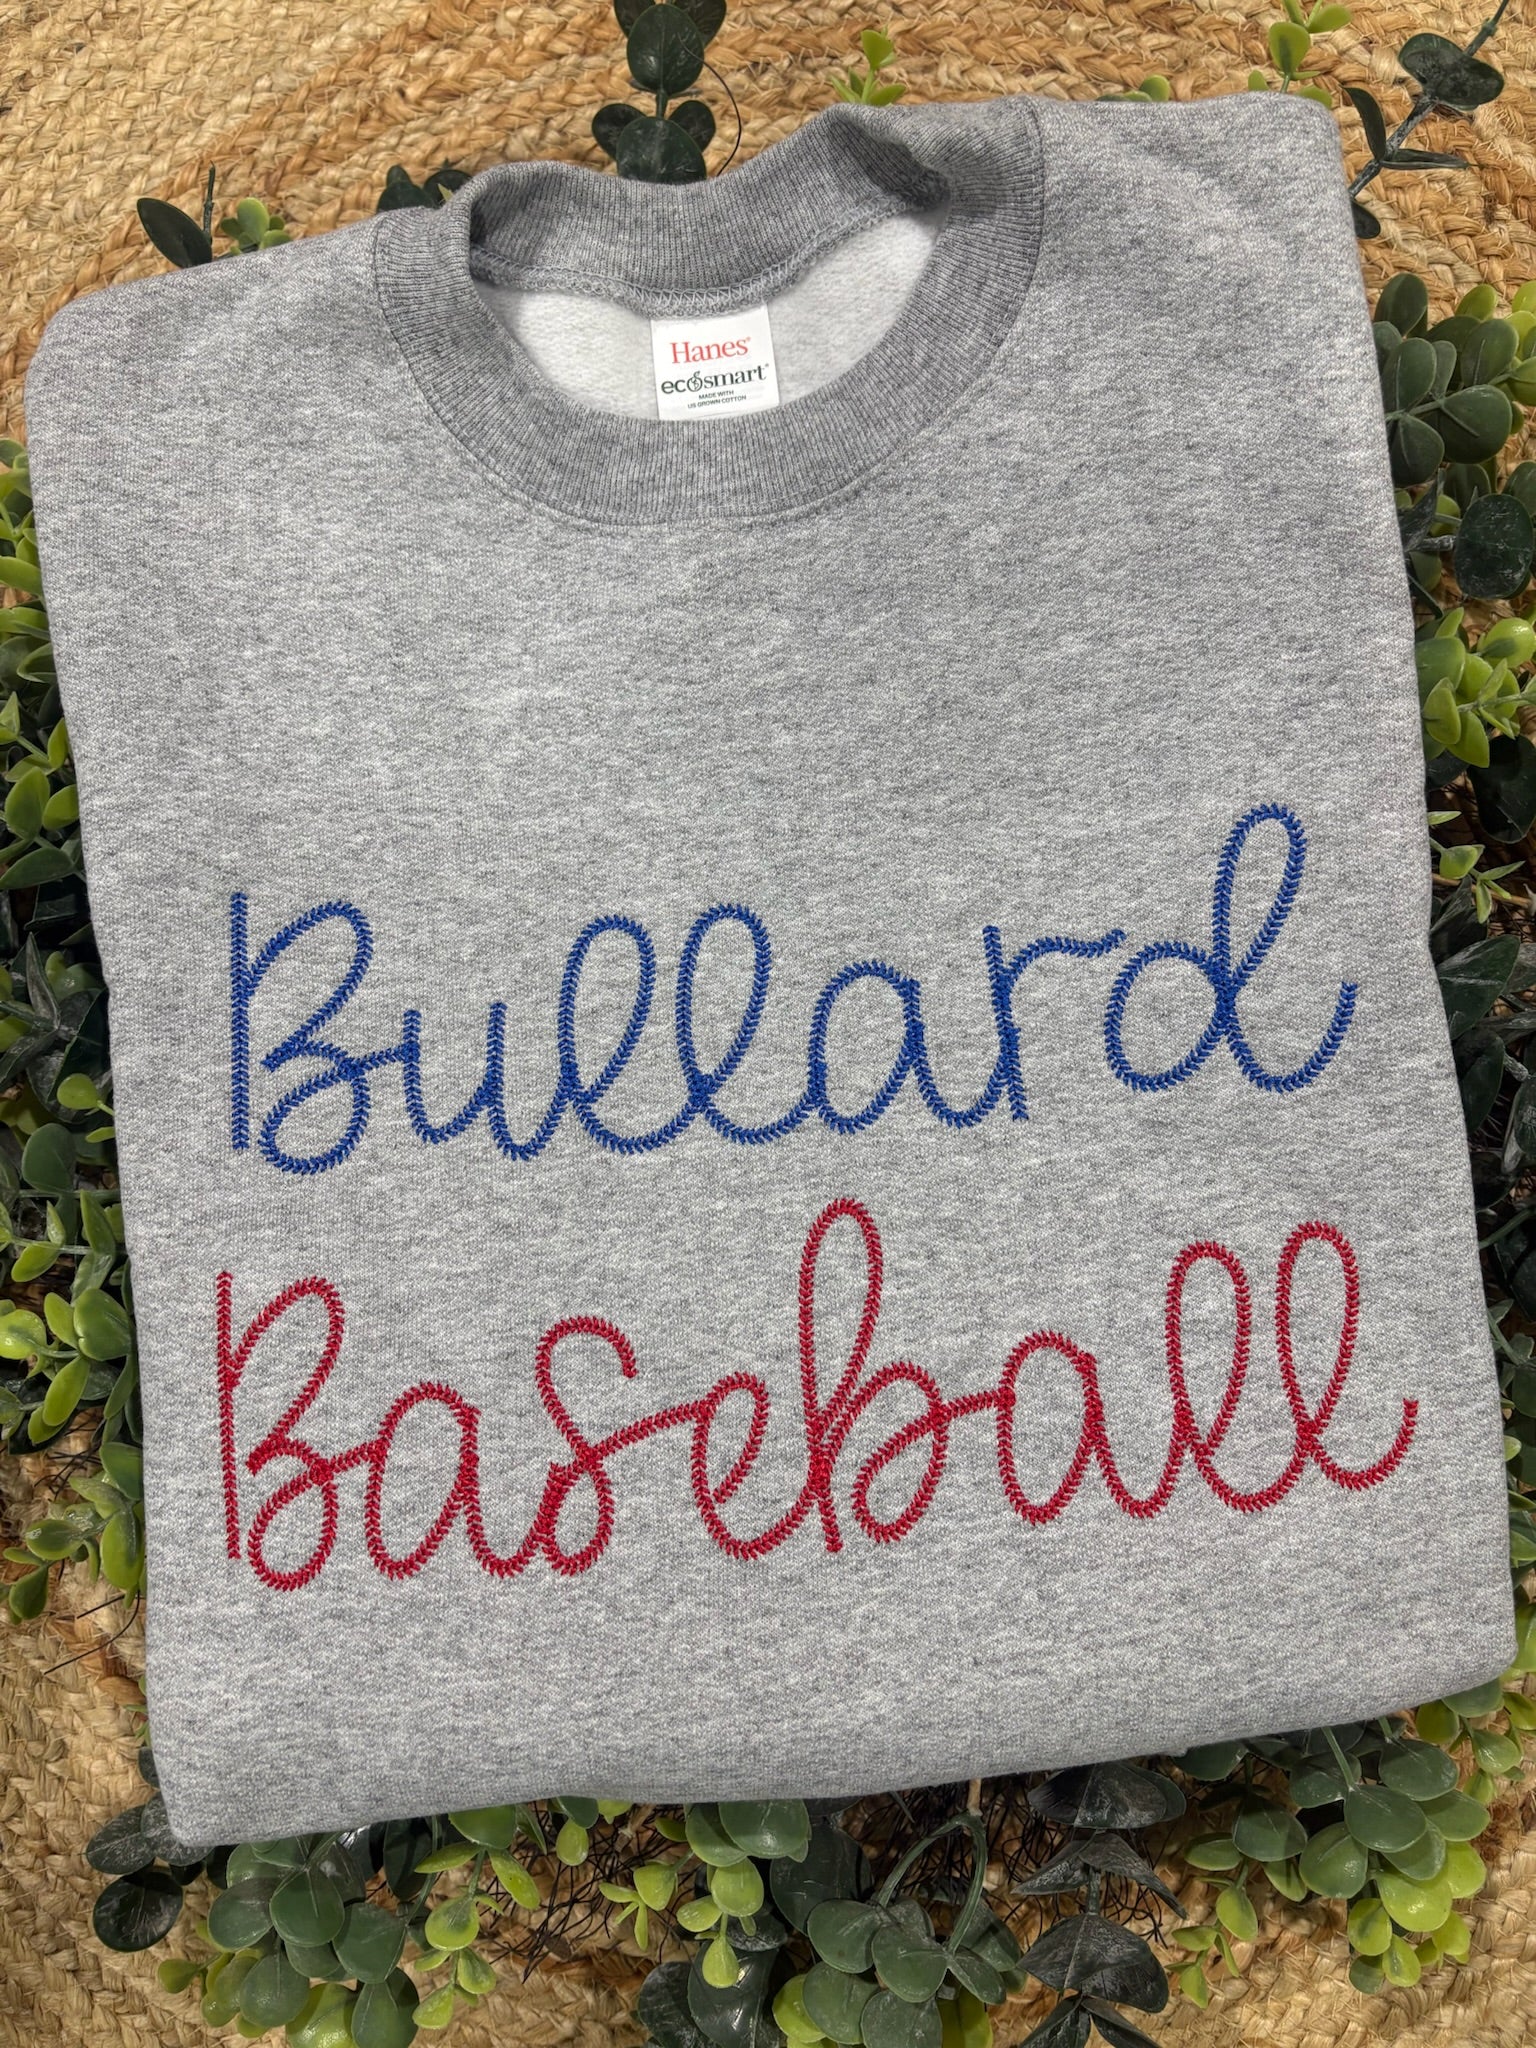 Hanes®
ecosmart®
MADE WITH
US GROWN COTTON
Bullard
Baseball